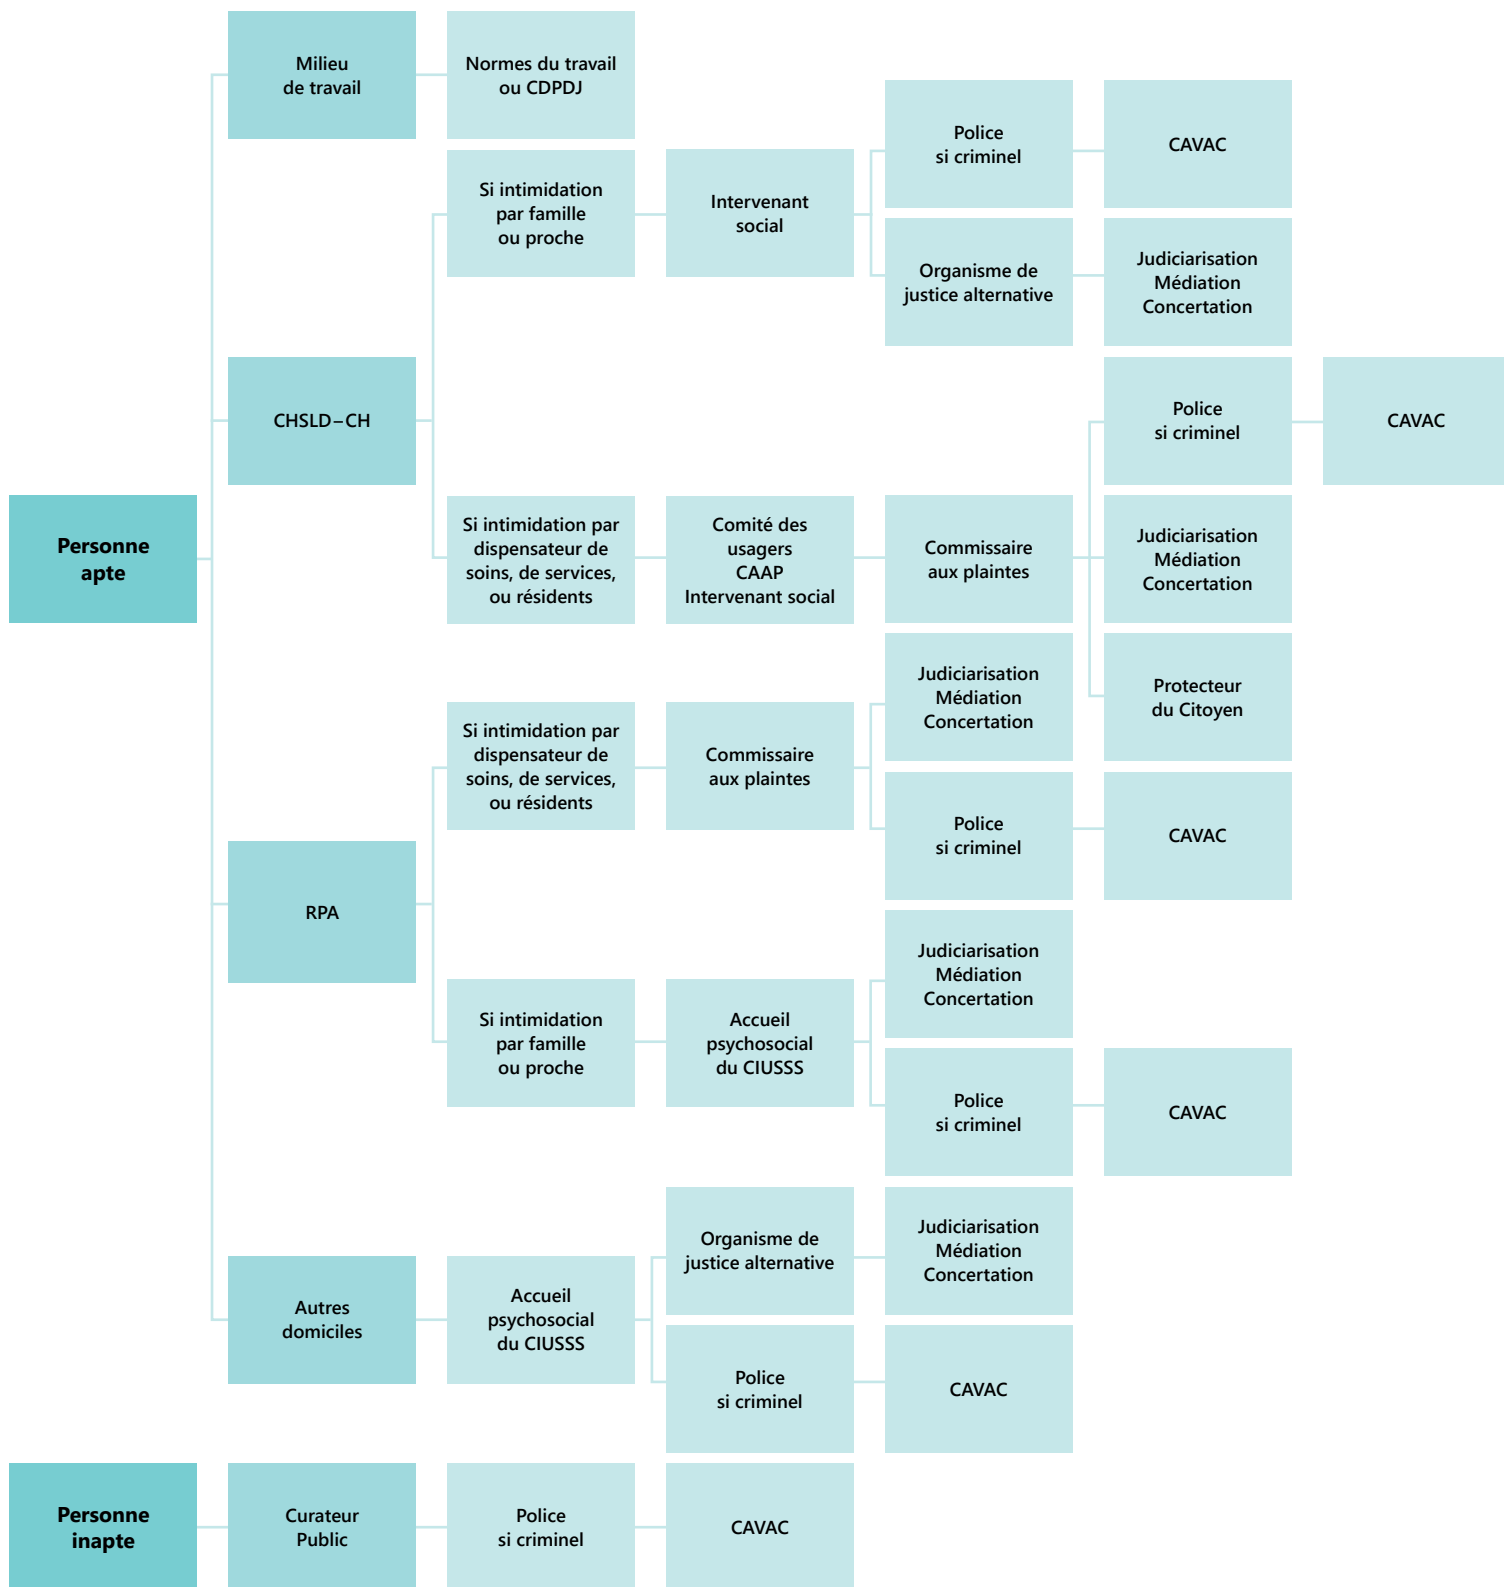 Milieu
de travail
Normes du travail
ou CDPDJ
Si intimidation
par famille
ou proche
Intervenant
social
Police
si criminel
CAVAC
Organisme de
justice alternative
Judiciarisation
Médiation
Concertation
CHSLD–CH
Police
si criminel
CAVAC
Personne
apte
Si intimidation par
dispensateur de
soins, de services,
ou résidents
Comité des
usagers
CAAP
Intervenant social
Commissaire
aux plaintes
Judiciarisation
Médiation
Concertation
Protecteur
du Citoyen
RPA
Si intimidation par
dispensateur de
soins, de services,
ou résidents
Commissaire
aux plaintes
Judiciarisation
Médiation
Concertation
Police
si criminel
CAVAC
Si intimidation
par famille
ou proche
Accueil
psychosocial
du CIUSSS
Judiciarisation
Médiation
Concertation
Police
si criminel
CAVAC
Autres
domiciles
Accueil
psychosocial
du CIUSSS
Organisme de
justice alternative
Judiciarisation
Médiation
Concertation
Police
si criminel
CAVAC
Personne
inapte
Curateur
Public
Police
si criminel
CAVAC